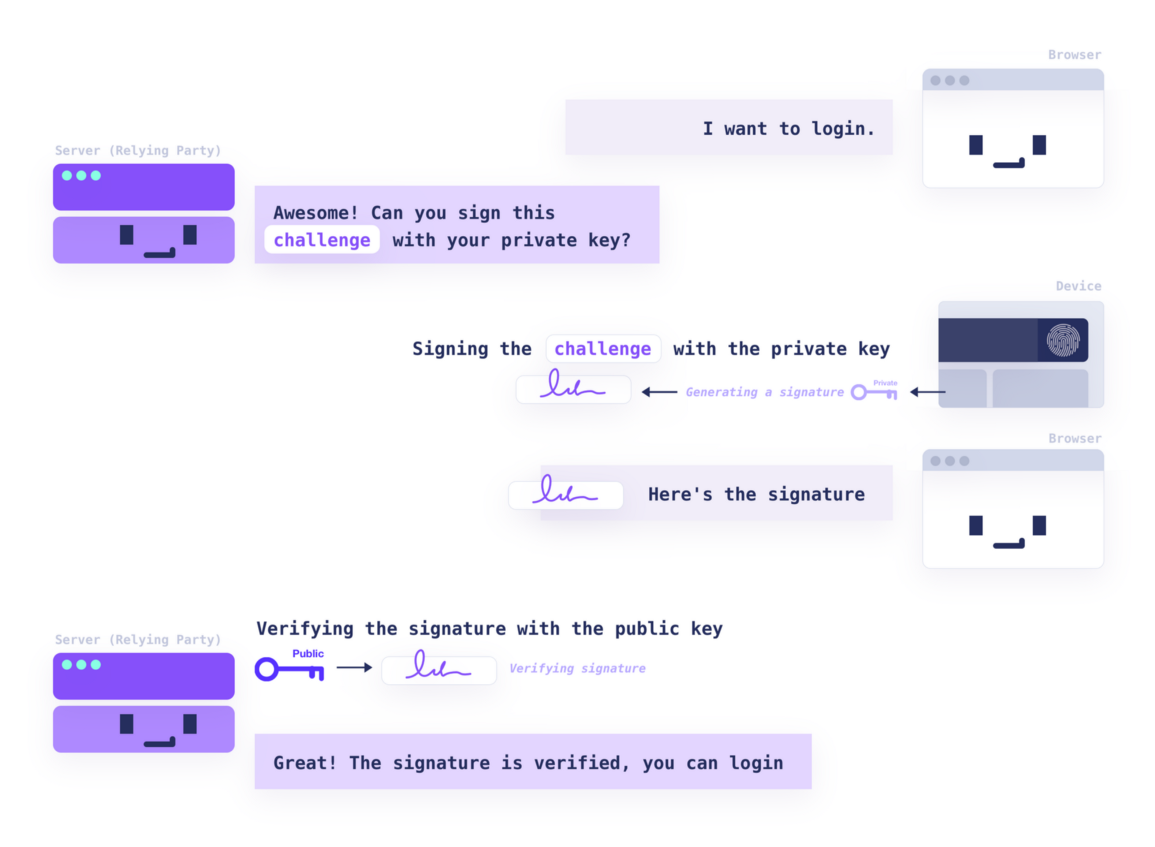 Browser
I want to login.
Server (Relying Party)
Awesome! Can you sign this
challenge with your private key?
Device
Signing the challenge with the private key
Generating a signature
Private
Browser
Here's the signature
Server (Relying Party)
Verifying the signature with the public key
Public
Verifying signature
Great! The signature is verified, you can login